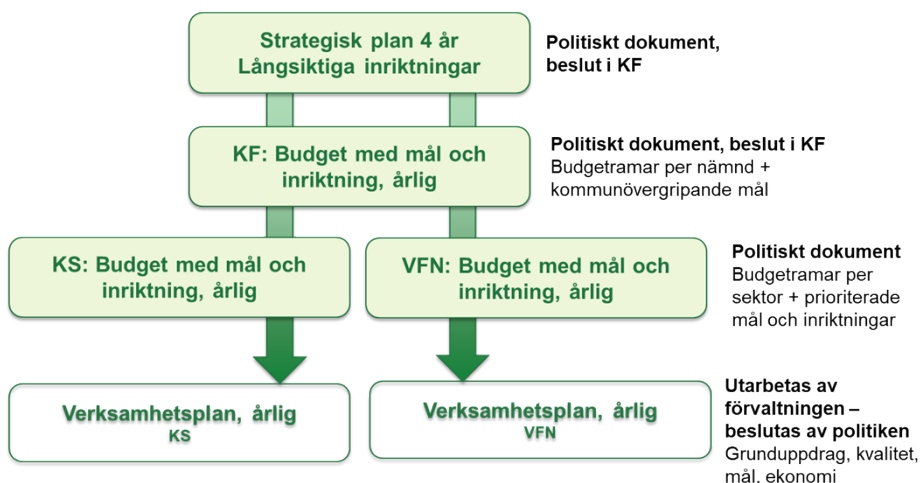 Strategisk plan 4 år
Långsiktiga inriktningar
Politiskt dokument,
beslut i KF
KF: Budget med mål och
inriktning, årlig
Politiskt dokument, beslut i KF
Budgetramar per nämnd +
kommunövergripande mål
KS: Budget med mål och
inriktning, årlig
VFN: Budget med mål och
inriktning, årlig
Politiskt dokument
Budgetramar per
sektor + prioriterade
mål och inriktningar
Verksamhetsplan, årlig
KS
Verksamhetsplan, årlig
VFN
Utarbetas av
förvaltningen –
beslutas av politiken
Grunduppdrag, kvalitet,
mål, ekonomi